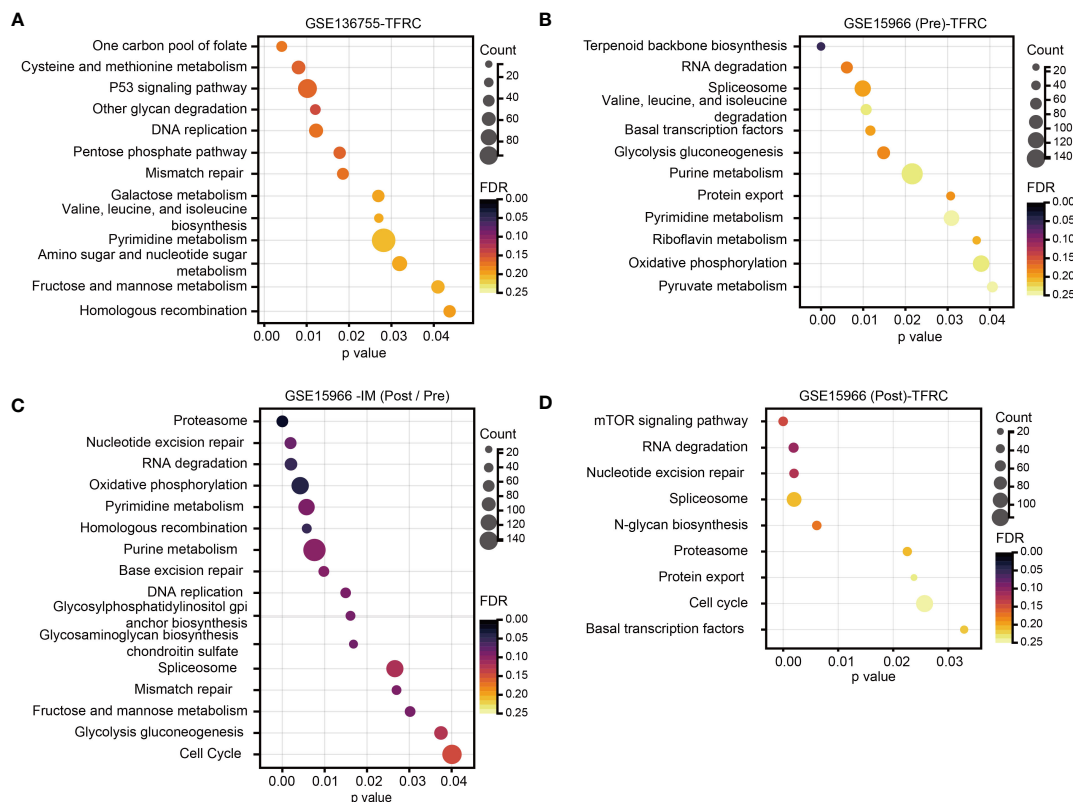 A
GSE136755-TFRC
One carbon pool of folate
Cysteine and methionine metabolism
P53 signaling pathway
Other glycan degradation
DNA replication
Pentose phosphate pathway
Mismatch repair
Galactose metabolism
Valine, leucine, and isoleucine
biosynthesis
Pyrimidine metabolism
Amino sugar and nucleotide sugar
metabolism
Fructose and mannose metabolism
Homologous recombination
0.00 0.01 0.02 0.03 0.04
p value
Count
20
40
60
80
FDR
0.00
0.05
0.10
0.15
0.20
0.25
B
GSE15966 (Pre)-TFRC
Terpenoid backbone biosynthesis
RNA degradation
Spliceosome
Valine, leucine, and isoleucine
degradation
Basal transcription factors
Glycolysis gluconeogenesis
Purine metabolism
Protein export
Pyrimidine metabolism
Riboflavin metabolism
Oxidative phosphorylation
Pyruvate metabolism
0.00 0.01 0.02 0.03 0.04
p value
Count
20
40
60
80
100
120
140
FDR
0.00
0.05
0.10
0.15
0.20
0.25
C
GSE15966 -IM (Post / Pre)
Proteasome
Nucleotide excision repair
RNA degradation
Oxidative phosphorylation
Pyrimidine metabolism
Homologous recombination
Purine metabolism
Base excision repair
DNA replication
Glycosylphosphatidylinositol gpi
anchor biosynthesis
Glycosaminoglycan biosynthesis
chondroitin sulfate
Spliceosome
Mismatch repair
Fructose and mannose metabolism
Glycolysis gluconeogenesis
Cell Cycle
0.00 0.01 0.02 0.03 0.04
p value
Count
20
40
60
80
100
120
140
FDR
0.00
0.05
0.10
0.15
0.20
0.25
D
GSE15966 (Post)-TFRC
mTOR signaling pathway
RNA degradation
Nucleotide excision repair
Spliceosome
N-glycan biosynthesis
Proteasome
Protein export
Cell cycle
Basal transcription factors
0.00 0.01 0.02 0.03
p value
Count
20
40
60
80
100
FDR
0.00
0.05
0.10
0.15
0.20
0.25